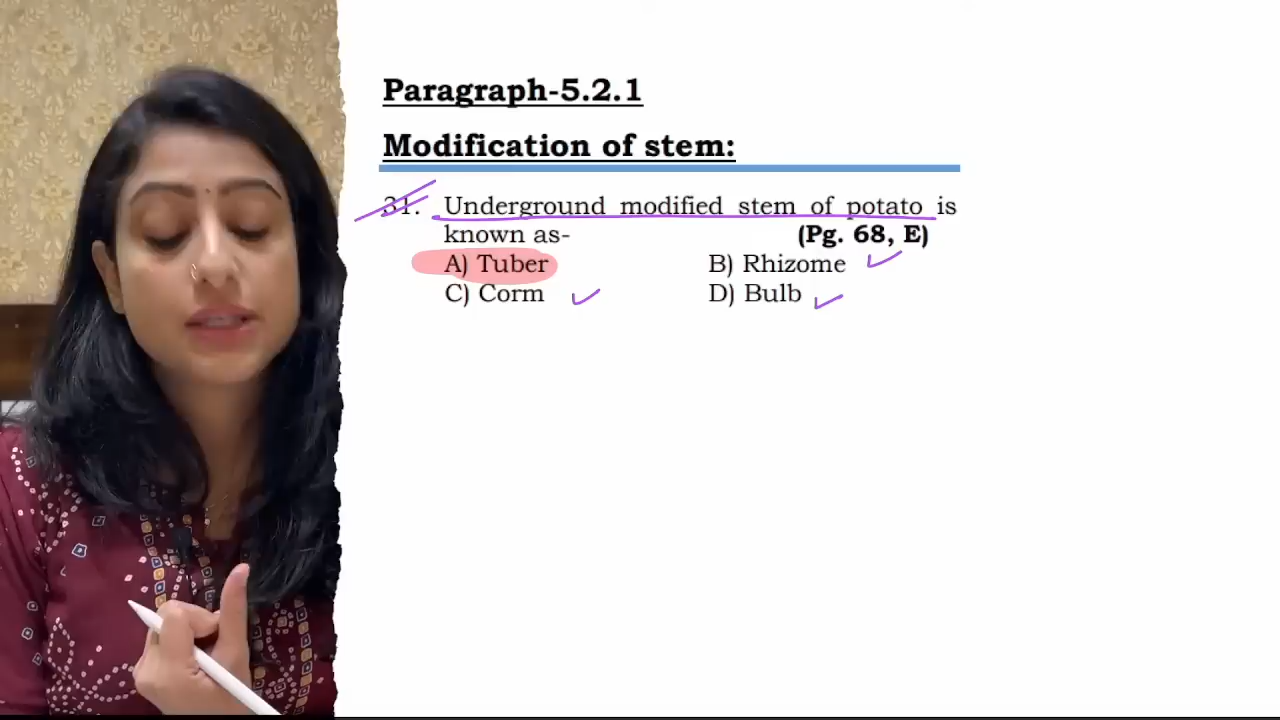 Paragraph-5.2.1
Modification of stem:
31. Underground modified stem of potato is
known as- (Pg. 68, E)
A) Tuber B) Rhizome
C) Corm D) Bulb